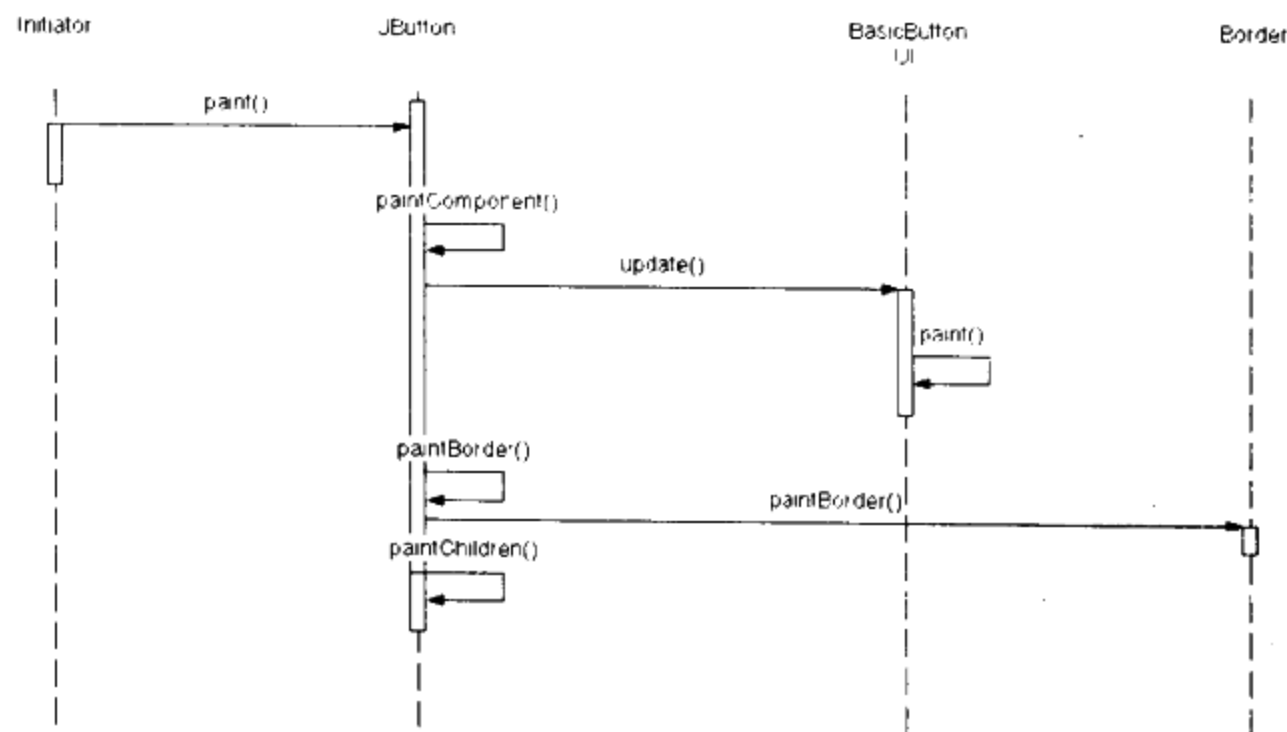 Initiator
JButton
BasicButton
UI
Border
paint()
paintComponent()
update()
paint()
paintBorder()
paintBorder()
paintChildren()